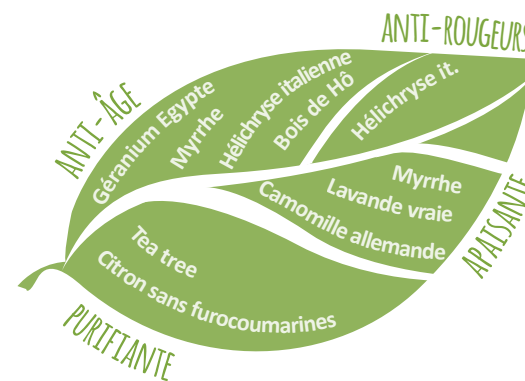 ANTI-ROUGEURS
ANTI-ÂGE
Géranium Egypte
Myrrhe
Hélichryse italienne
Bois de Hô
Hélichryse it.
Myrrhe
Lavande vraie
Camomille allemande
APAISANTE
Tea tree
Citron sans furocoumarines
PURIFIANTE